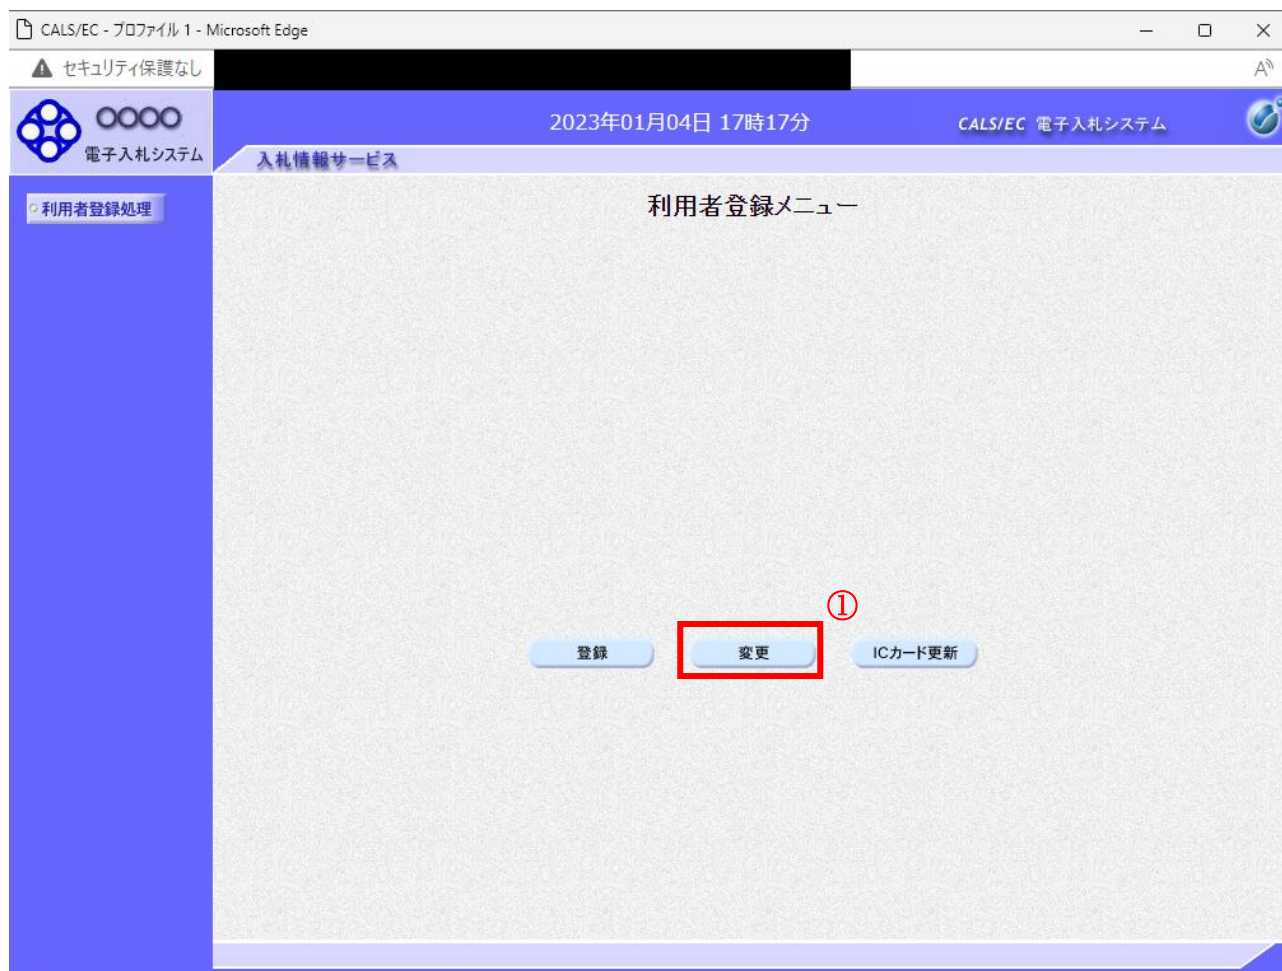 CALS/EC - プロファイル 1 - Microsoft Edge
セキュリティ保護なし
〇〇〇〇
電子入札システム
2023年01月04日 17時17分
CALS/EC 電子入札システム
入札情報サービス
利用者登録処理
利用者登録メニュー
①
登録
変更
ICカード更新